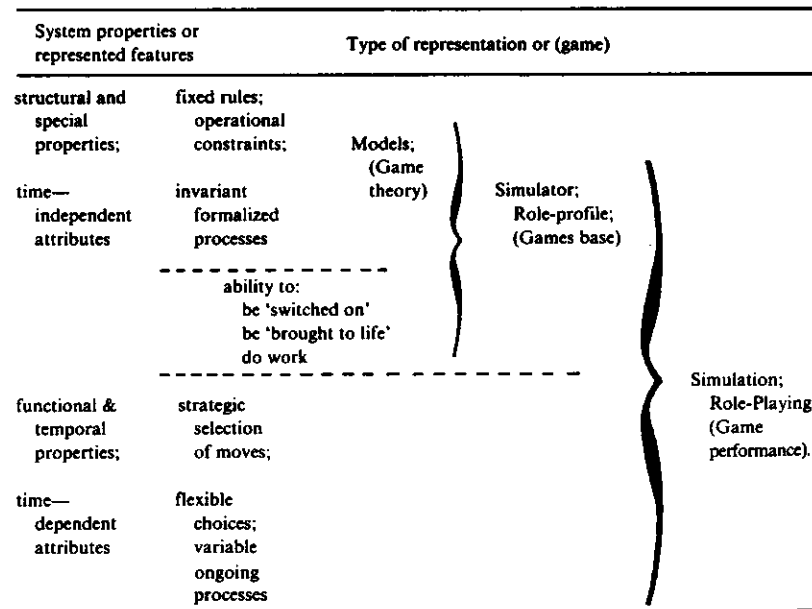 System properties or
represented features
Type of representation or (game)
structural and
special
properties;
fixed rules;
operational
constraints;
Models;
(Game
theory)
time—
independent
attributes
invariant
formalized
processes
Simulator;
Role-profile;
(Games base)
ability to:
be ‘switched on’
be ‘brought to life’
do work
functional &
temporal
properties;
strategic
selection
of moves;
Simulation;
Role-Playing
(Game
performance).
time—
dependent
attributes
flexible
choices;
variable
ongoing
processes